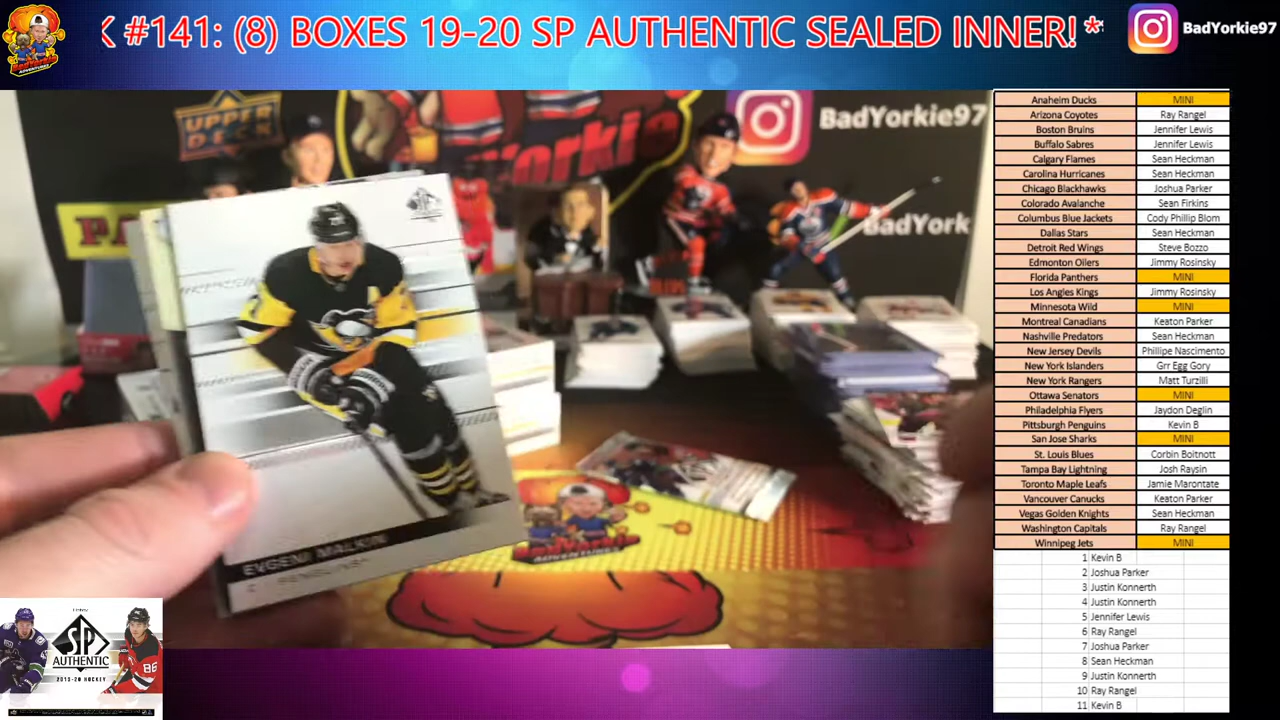 #141: (8) BOXES 19-20 SP AUTHENTIC SEALED INNER! *
BadYorkie97
UPPER DECK
BadYorkie97
BadYork
EVGENI MALKIN
C PENGUINS
BadYorkie
ADVENTURES
SP
AUTHENTIC
2019-20 HOCKEY
Anaheim Ducks MINI
Arizona Coyotes Ray Rangel
Boston Bruins Jennifer Lewis
Buffalo Sabres Jennifer Lewis
Calgary Flames Sean Heckman
Carolina Hurricanes Sean Heckman
Chicago Blackhawks Joshua Parker
Colorado Avalanche Sean Firkins
Columbus Blue Jackets Cody Phillip Blom
Dallas Stars Sean Heckman
Detroit Red Wings Steve Bozzo
Edmonton Oilers Jimmy Rosinsky
Florida Panthers MINI
Los Angles Kings Jimmy Rosinsky
Minnesota Wild MINI
Montreal Canadians Keaton Parker
Nashville Predators Sean Heckman
New Jersey Devils Phillipe Nascimento
New York Islanders Grr Egg Gory
New York Rangers Matt Turzilli
Ottawa Senators MINI
Philadelphia Flyers Jaydon Deglin
Pittsburgh Penguins Kevin B
San Jose Sharks MINI
St. Louis Blues Corbin Boitnott
Tampa Bay Lightning Josh Raysin
Toronto Maple Leafs Jamie Marontate
Vancouver Canucks Keaton Parker
Vegas Golden Knights Sean Heckman
Washington Capitals Ray Rangel
Winnipeg Jets MINI
1 Kevin B
2 Joshua Parker
3 Justin Konnerth
4 Justin Konnerth
5 Jennifer Lewis
6 Ray Rangel
7 Joshua Parker
8 Sean Heckman
9 Justin Konnerth
10 Ray Rangel
11 Kevin B